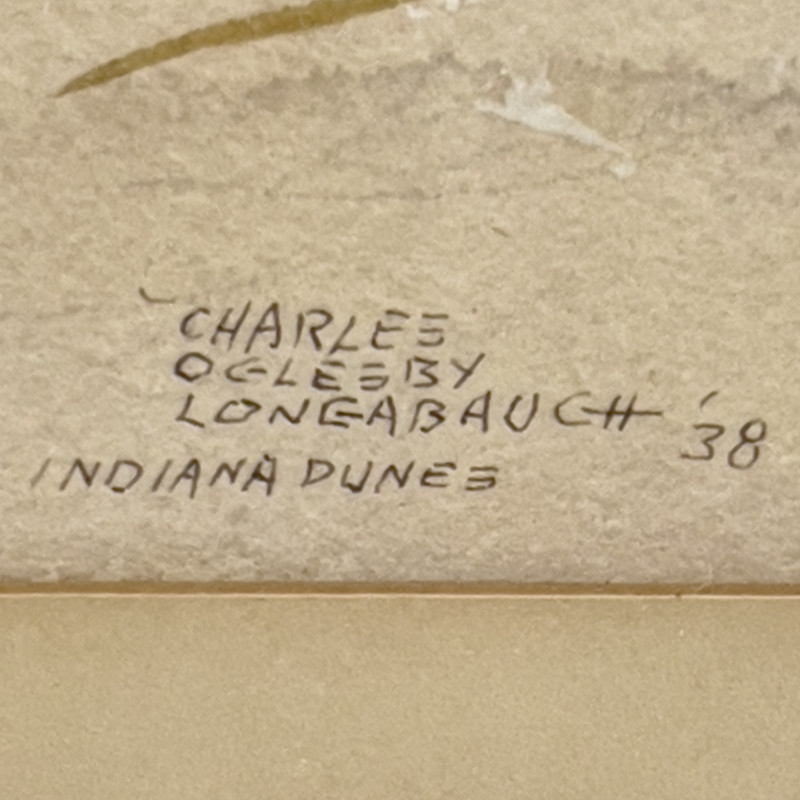 CHARLES
OGLESBY
LONGABAUGH '38
INDIANA DUNES